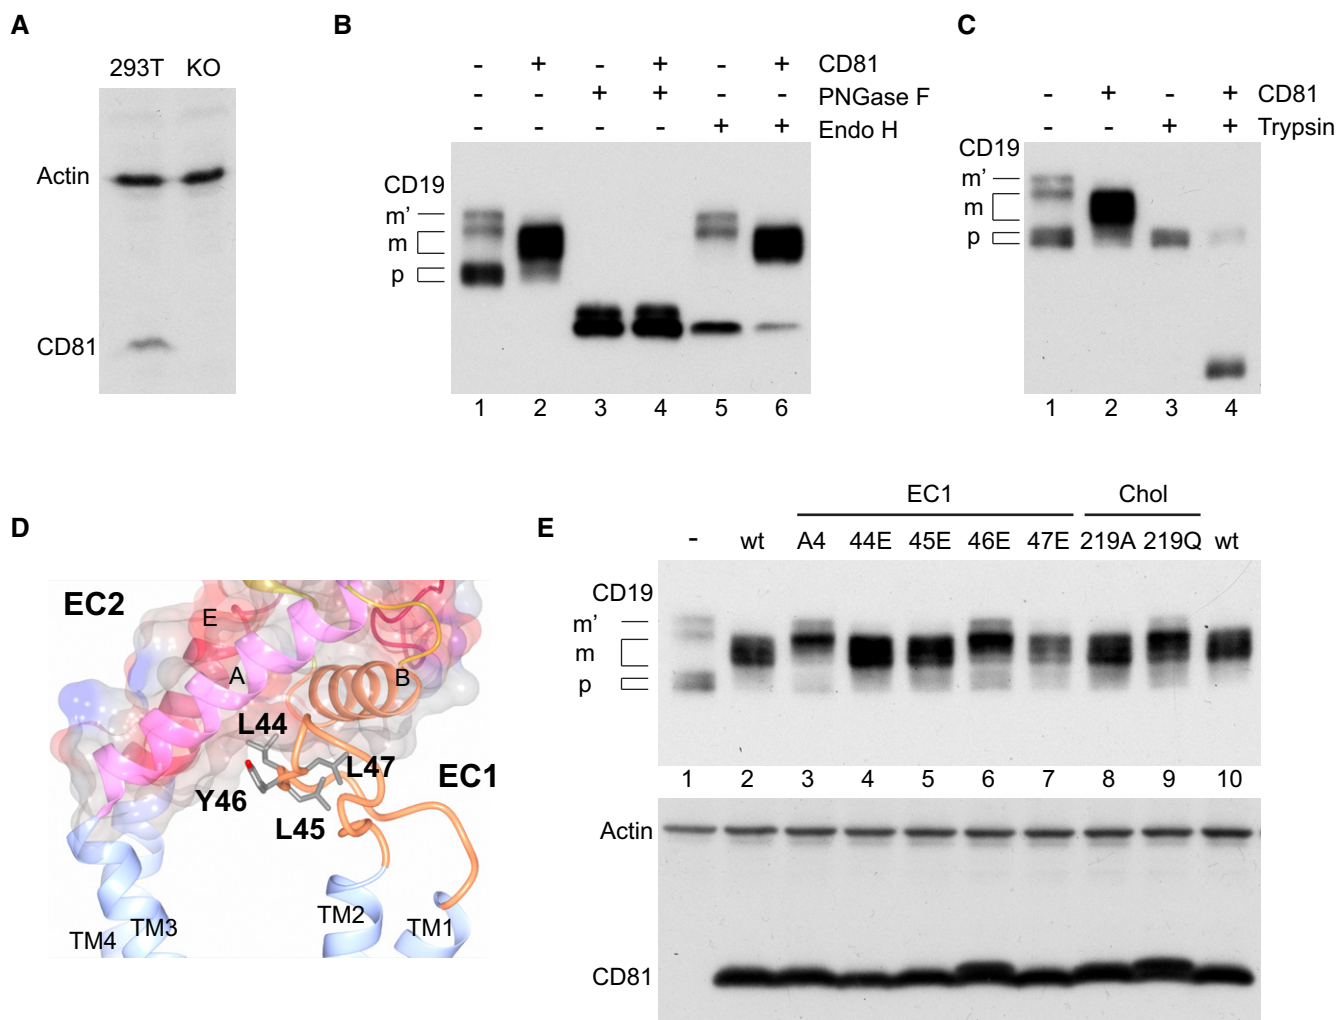 A
293T KO
Actin
CD81
B
- + - + - + CD81
- - + + - - PNGase F
- - - - + + Endo H
CD19
m'
m
p
1 2 3 4 5 6
C
- + - + CD81
- - + + Trypsin
CD19
m'
m
p
1 2 3 4
D
EC2
E
A
B
L44
L47
EC1
Y46
L45
TM4 TM3 TM2 TM1
E
EC1 Chol
- wt A4 44E 45E 46E 47E 219A 219Q wt
CD19
m'
m
p
1 2 3 4 5 6 7 8 9 10
Actin
CD81